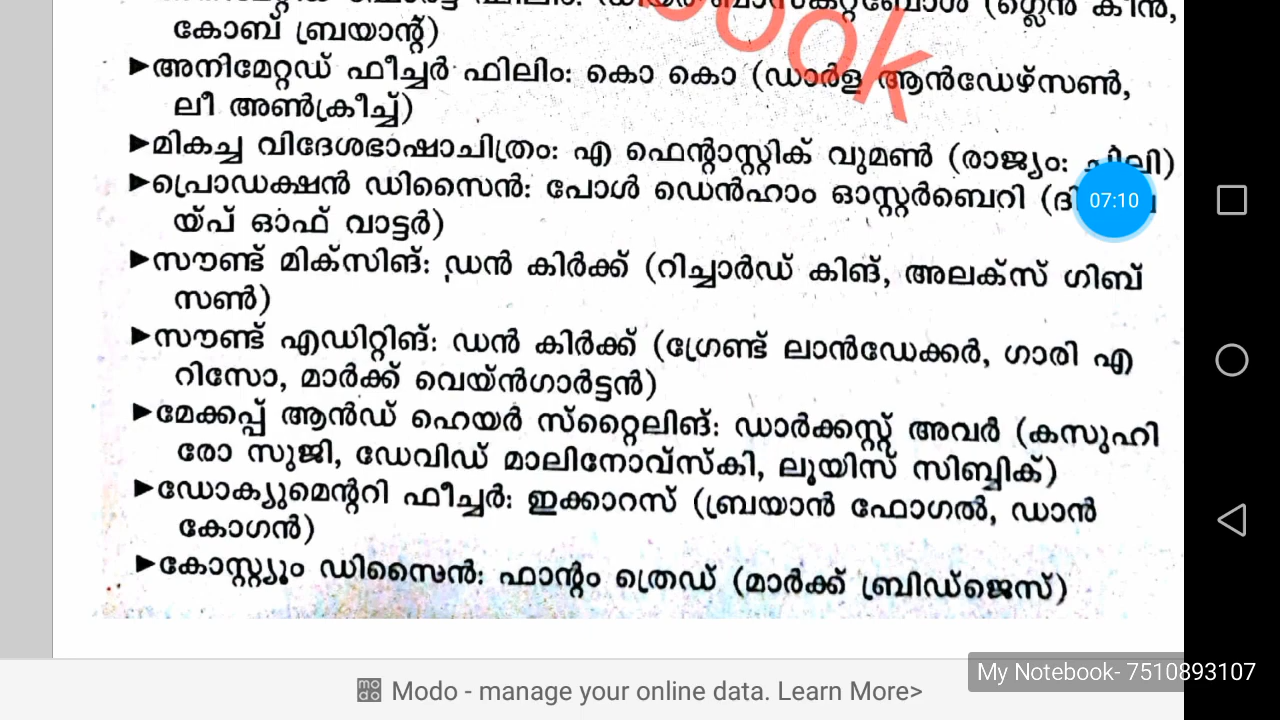 കോബ് ബ്രയാന്റ്)
ook
►അനിമേറ്റഡ് ഫീച്ചർ ഫിലിം: കൊ കൊ (ഡാർള ആൻഡേഴ്സൺ,
ലീ അൺക്രീച്ച്)
►മികച്ച വിദേശഭാഷാചിത്രം: എ ഫെന്റാസ്റ്റിക് വുമൺ (രാജ്യം: ചിലി)
►പ്രൊഡക്ഷൻ ഡിസൈൻ: പോൾ ഡെൻഹാം ഓസ്റ്റർബെറി
07:10
യ്പ് ഓഫ് വാട്ടർ)
►സൗണ്ട് മിക്സിങ്: ഡൻ കിർക്ക് (റിച്ചാർഡ് കിങ്, അലക്സ് ഗിബ്
സൺ)
►സൗണ്ട് എഡിറ്റിങ്: ഡൻ കിർക്ക് (ഗ്രേണ്ട് ലാൻഡേക്കർ, ഗാരി എ
റിസോ, മാർക്ക് വെയ്ൻഗാർട്ടൻ)
►മേക്കപ്പ് ആൻഡ് ഹെയർ സ്റ്റൈലിങ്: ഡാർക്കസ്റ്റ് അവർ (കസുഹി
രോ സുജി, ഡേവിഡ് മാലിനോവ്സ്കി, ലൂയിസ് സിബ്ബിക്)
►ഡോക്യുമെന്ററി ഫീച്ചർ: ഇക്കാറസ് (ബ്രയാൻ ഫോഗൽ, ഡാൻ
കോഗൻ)
►കോസ്റ്റ്യൂം ഡിസൈൻ: ഫാന്റം ത്രെഡ് (മാർക്ക് ബ്രിഡ്ജെസ്)
My Notebook- 7510893107
modo Modo - manage your online data. Learn More>